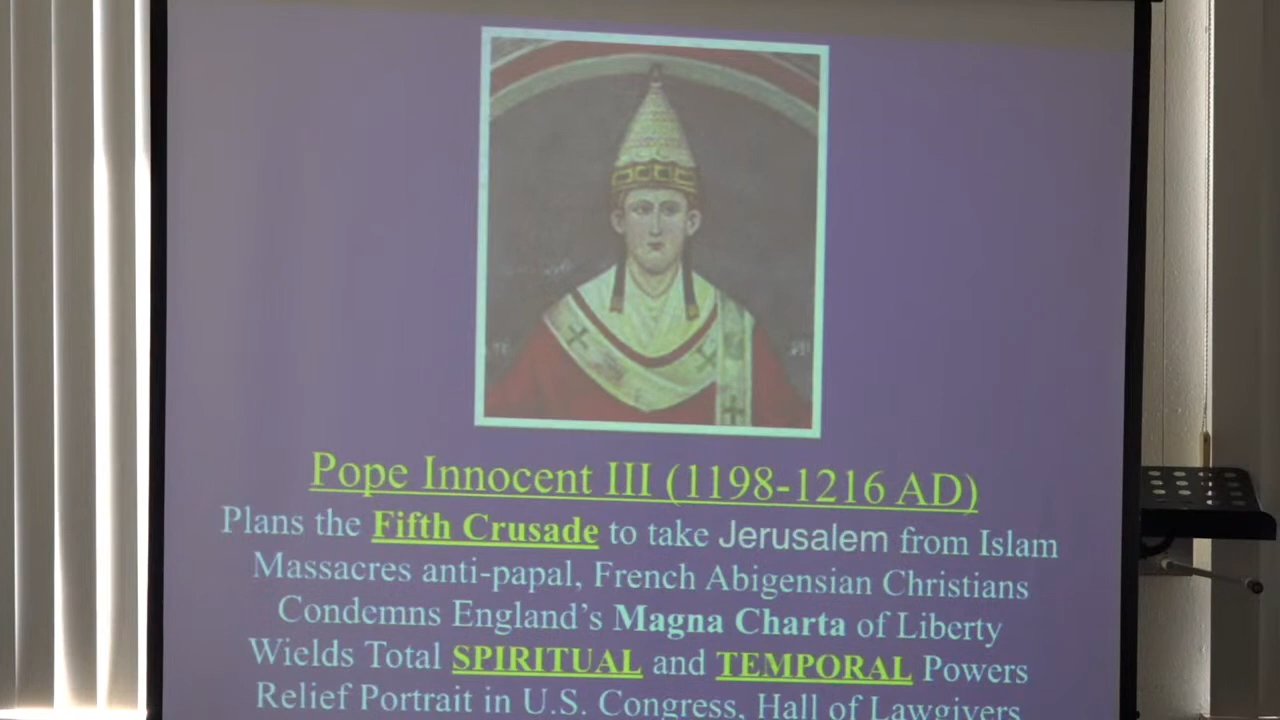 Pope Innocent III (1198-1216 AD)
Plans the Fifth Crusade to take Jerusalem from Islam
Massacres anti-papal, French Abigensian Christians
Condemns England's Magna Charta of Liberty
Wields Total SPIRITUAL and TEMPORAL Powers
Relief Portrait in U.S. Congress, Hall of Lawgivers